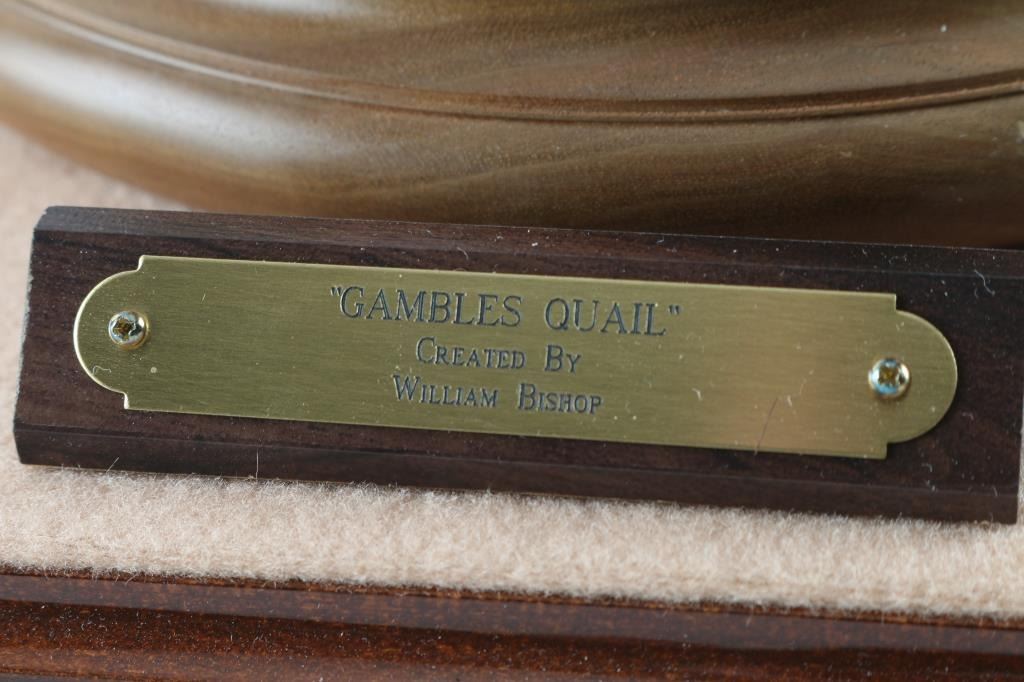 "GAMBLES QUAIL"
CREATED BY
WILLIAM BISHOP